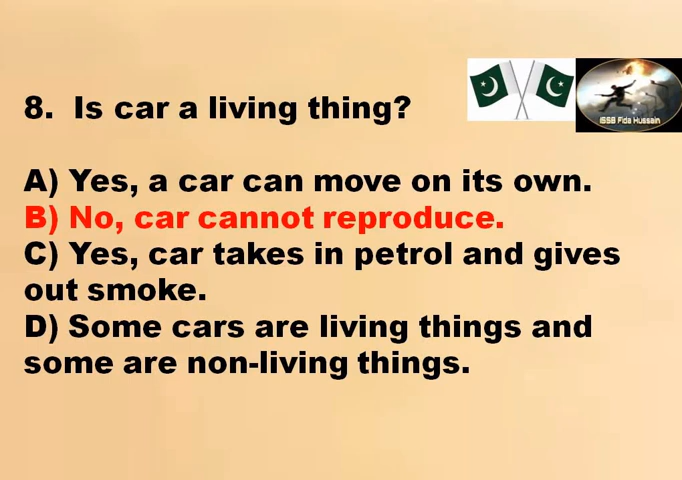 8.  Is car a living thing?
ISSB Fida Hussain
A) Yes, a car can move on its own.
B) No, car cannot reproduce.
C) Yes, car takes in petrol and gives
out smoke.
D) Some cars are living things and
some are non-living things.